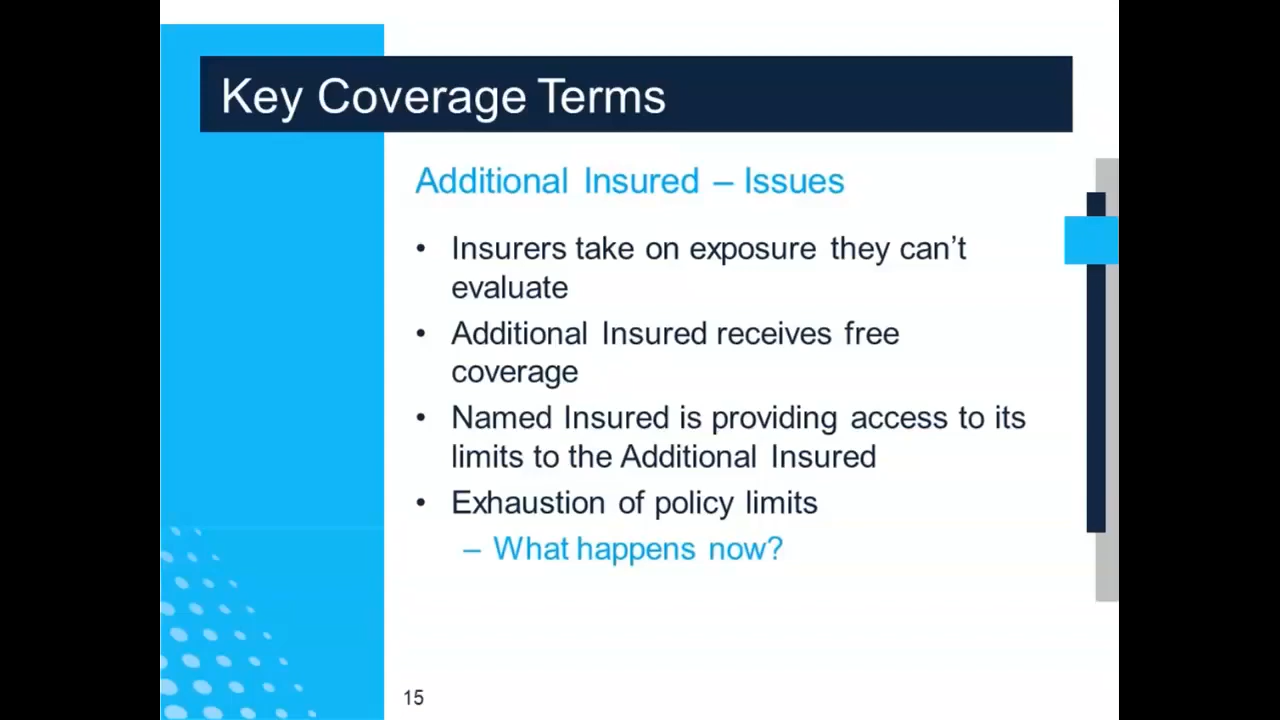 Key Coverage Terms
Additional Insured – Issues
• Insurers take on exposure they can’t
evaluate
• Additional Insured receives free
coverage
• Named Insured is providing access to its
limits to the Additional Insured
• Exhaustion of policy limits
– What happens now?
15